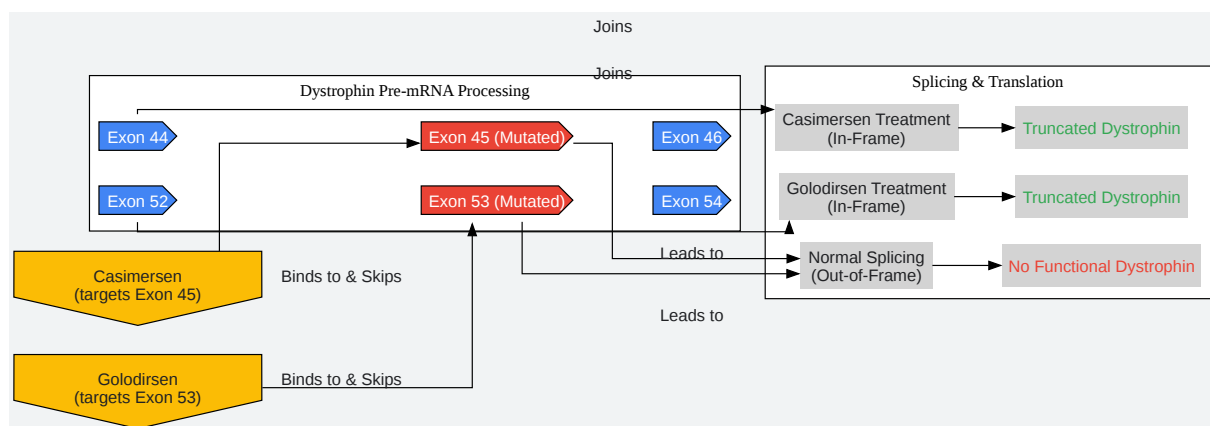 Joins
Joins
Dystrophin Pre-mRNA Processing
Splicing & Translation
Exon 44
Exon 45 (Mutated)
Exon 46
Casimersen Treatment
(In-Frame)
Truncated Dystrophin
Exon 52
Exon 53 (Mutated)
Exon 54
Golodirsen Treatment
(In-Frame)
Truncated Dystrophin
Casimersen
(targets Exon 45)
Binds to & Skips
Leads to
Normal Splicing
(Out-of-Frame)
No Functional Dystrophin
Leads to
Golodirsen
(targets Exon 53)
Binds to & Skips